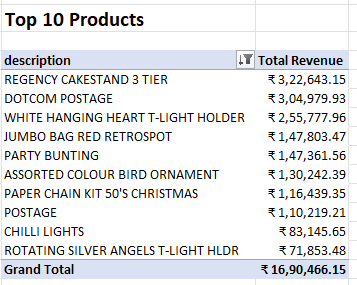 Top 10 Products
description Total Revenue
REGENCY CAKESTAND 3 TIER ₹ 3,22,643.15
DOTCOM POSTAGE ₹ 3,04,979.93
WHITE HANGING HEART T-LIGHT HOLDER ₹ 2,55,777.96
JUMBO BAG RED RETROSPOT ₹ 1,47,803.47
PARTY BUNTING ₹ 1,47,361.56
ASSORTED COLOUR BIRD ORNAMENT ₹ 1,30,242.39
PAPER CHAIN KIT 50'S CHRISTMAS ₹ 1,16,439.35
POSTAGE ₹ 1,10,219.21
CHILLI LIGHTS ₹ 83,145.65
ROTATING SILVER ANGELS T-LIGHT HLDR ₹ 71,853.48
Grand Total ₹ 16,90,466.15